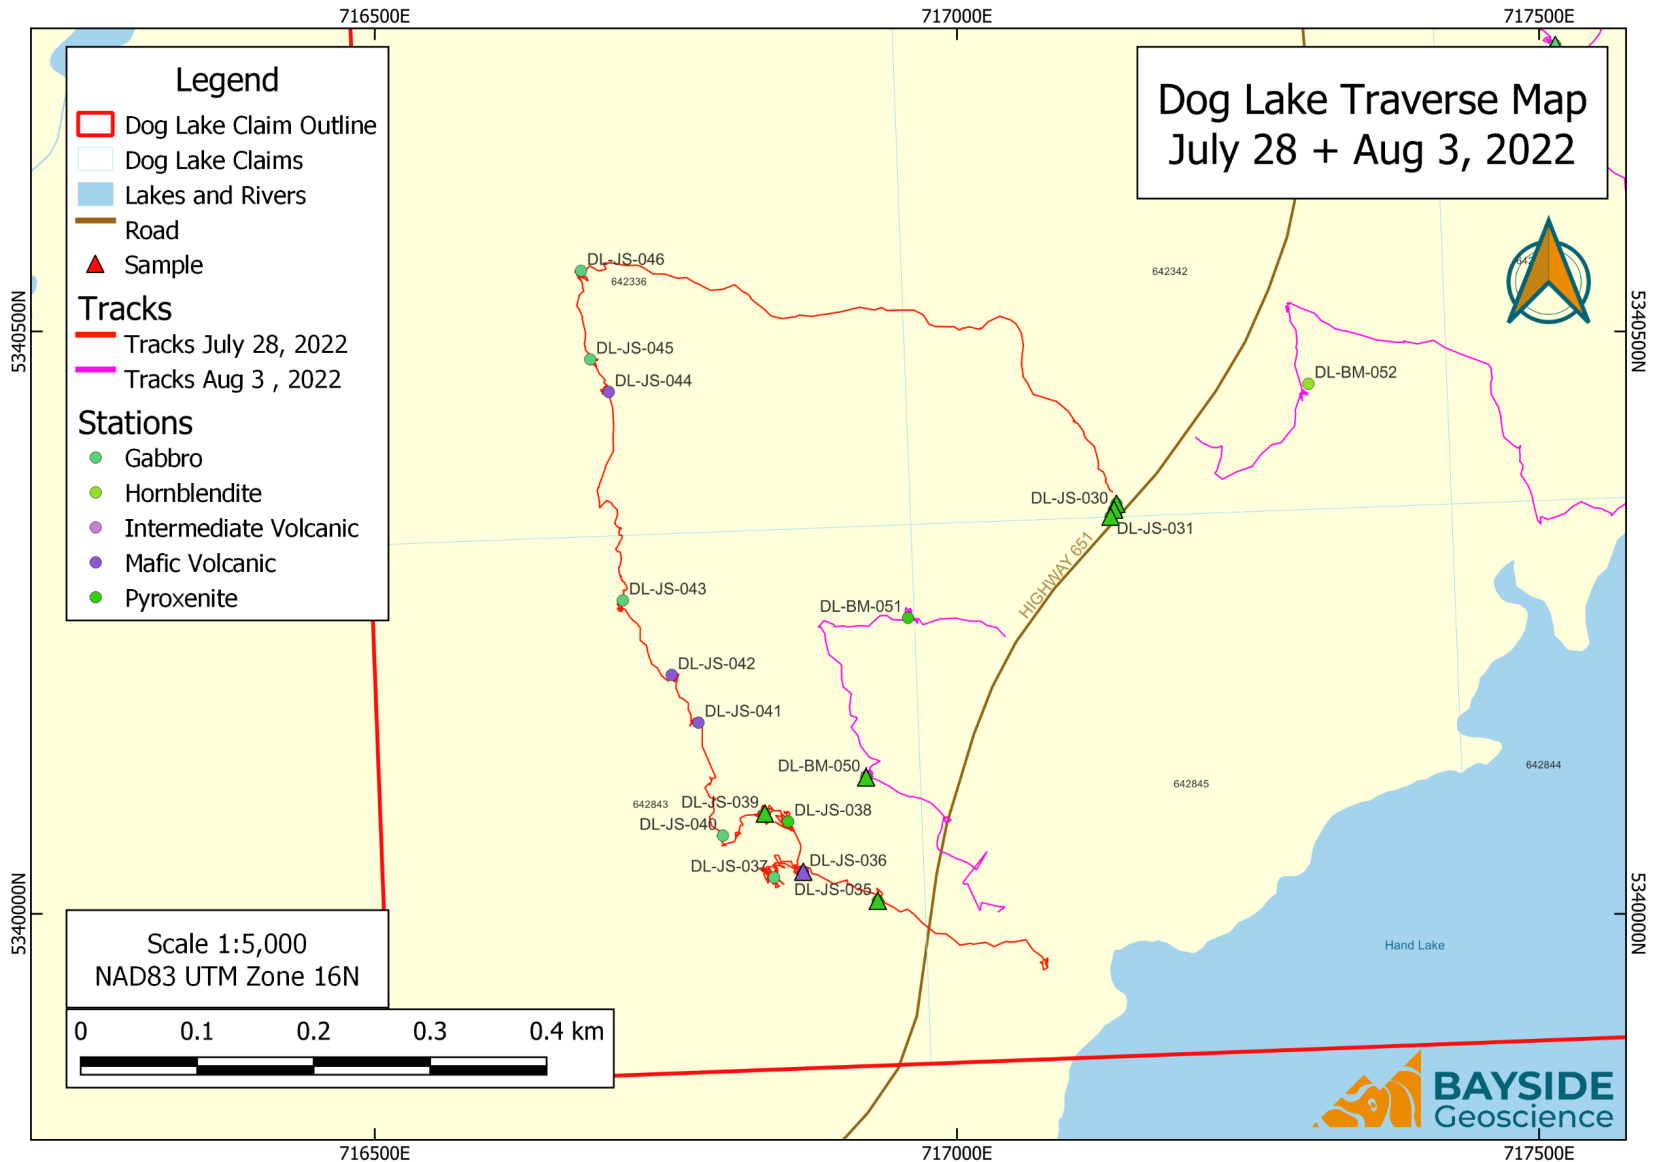 716500E
717000E
717500E
Legend
Dog Lake Claim Outline
Dog Lake Claims
Lakes and Rivers
Road
Sample
Tracks
Tracks July 28, 2022
Tracks Aug 3 , 2022
Stations
Gabbro
Hornblendite
Intermediate Volcanic
Mafic Volcanic
Pyroxenite
Dog Lake Traverse Map
July 28 + Aug 3, 2022
DL-JS-046
642336
642342
5340500N
5340500N
DL-JS-045
DL-JS-044
DL-BM-052
DL-JS-030
DL-JS-031
HIGHWAY 651
DL-JS-043
DL-BM-051
DL-JS-042
DL-JS-041
DL-BM-050
642844
642845
642843
DL-JS-039
DL-JS-038
DL-JS-040
DL-JS-037
DL-JS-036
DL-JS-035
5340000N
5340000N
Hand Lake
Scale 1:5,000
NAD83 UTM Zone 16N
0 0.1 0.2 0.3 0.4 km
BAYSIDE
Geoscience
716500E
717000E
717500E